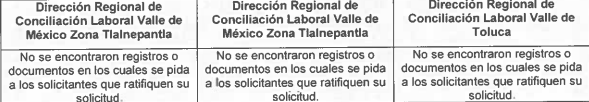 Dirección Regional de
Conciliación Laboral Valle de
México Zona Tlalnepantla
No se encontraron registros o
documentos en los cuales se pida
a los solicitantes que ratifiquen su
solicitud.
Dirección Regional de
Conciliación Laboral Valle de
México Zona Tlalnepantla
No se encontraron registros o
documentos en los cuales se pida
a los solicitantes que ratifiquen su
solicitud.
Dirección Regional de
Conciliación Laboral Valle de
Toluca
No se encontraron registros o
documentos en los cuales se pida
a los solicitantes que ratifiquen su
solicitud.